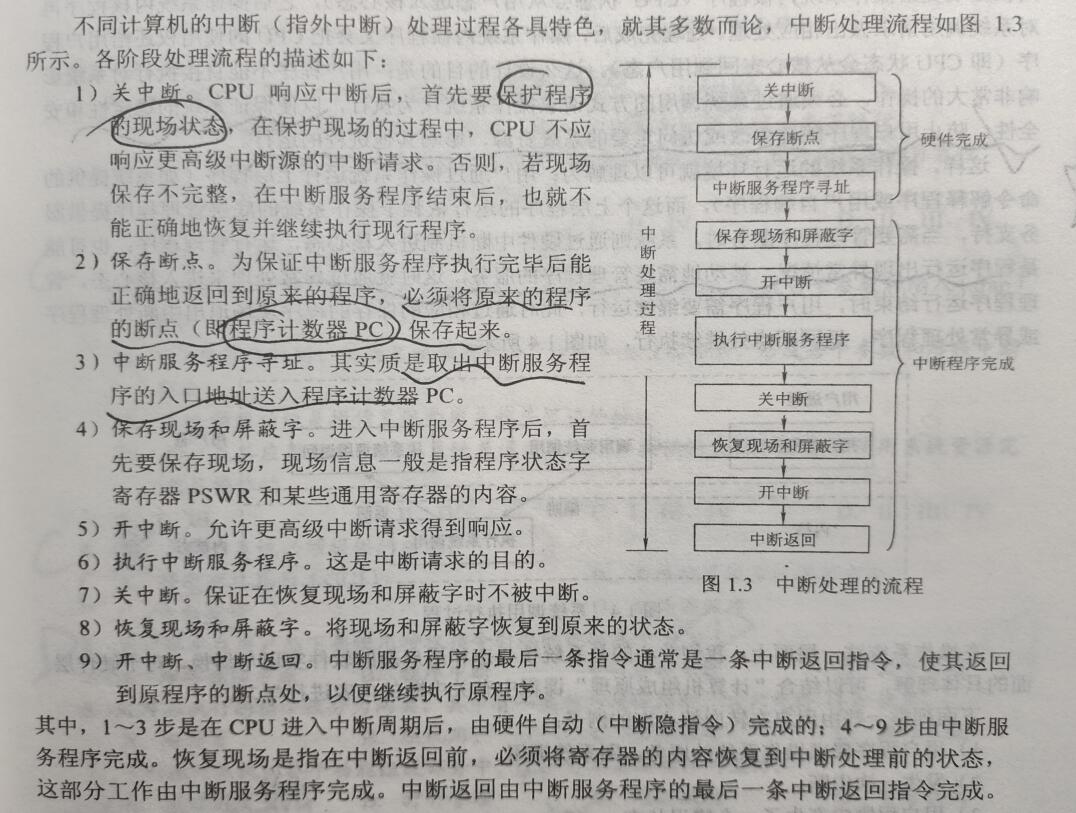 不同计算机的中断（指外中断）处理过程各具特色，就其多数而论，中断处理流程如图 1.3
所示。各阶段处理流程的描述如下：
1）关中断。CPU 响应中断后，首先要保护程序
的现场状态，在保护现场的过程中，CPU 不应
响应更高级中断源的中断请求。否则，若现场
保存不完整，在中断服务程序结束后，也就不
能正确地恢复并继续执行现行程序。
2）保存断点。为保证中断服务程序执行完毕后能
正确地返回到原来的程序，必须将原来的程序
的断点（即程序计数器 PC）保存起来。
3）中断服务程序寻址。其实质是取出中断服务程
序的入口地址送入程序计数器 PC。
4）保存现场和屏蔽字。进入中断服务程序后，首
先要保存现场，现场信息一般是指程序状态字
寄存器 PSWR 和某些通用寄存器的内容。
5）开中断。允许更高级中断请求得到响应。
6）执行中断服务程序。这是中断请求的目的。
7）关中断。保证在恢复现场和屏蔽字时不被中断。
8）恢复现场和屏蔽字。将现场和屏蔽字恢复到原来的状态。
9）开中断、中断返回。中断服务程序的最后一条指令通常是一条中断返回指令，使其返回
到原程序的断点处，以便继续执行原程序。
其中，1～3 步是在 CPU 进入中断周期后，由硬件自动（中断隐指令）完成的；4～9 步由中断服
务程序完成。恢复现场是指在中断返回前，必须将寄存器的内容恢复到中断处理前的状态，
这部分工作由中断服务程序完成。中断返回由中断服务程序的最后一条中断返回指令完成。
中断处理过程
关中断
保存断点
中断服务程序寻址
保存现场和屏蔽字
开中断
执行中断服务程序
关中断
恢复现场和屏蔽字
开中断
中断返回
硬件完成
中断程序完成
图 1.3 中断处理的流程